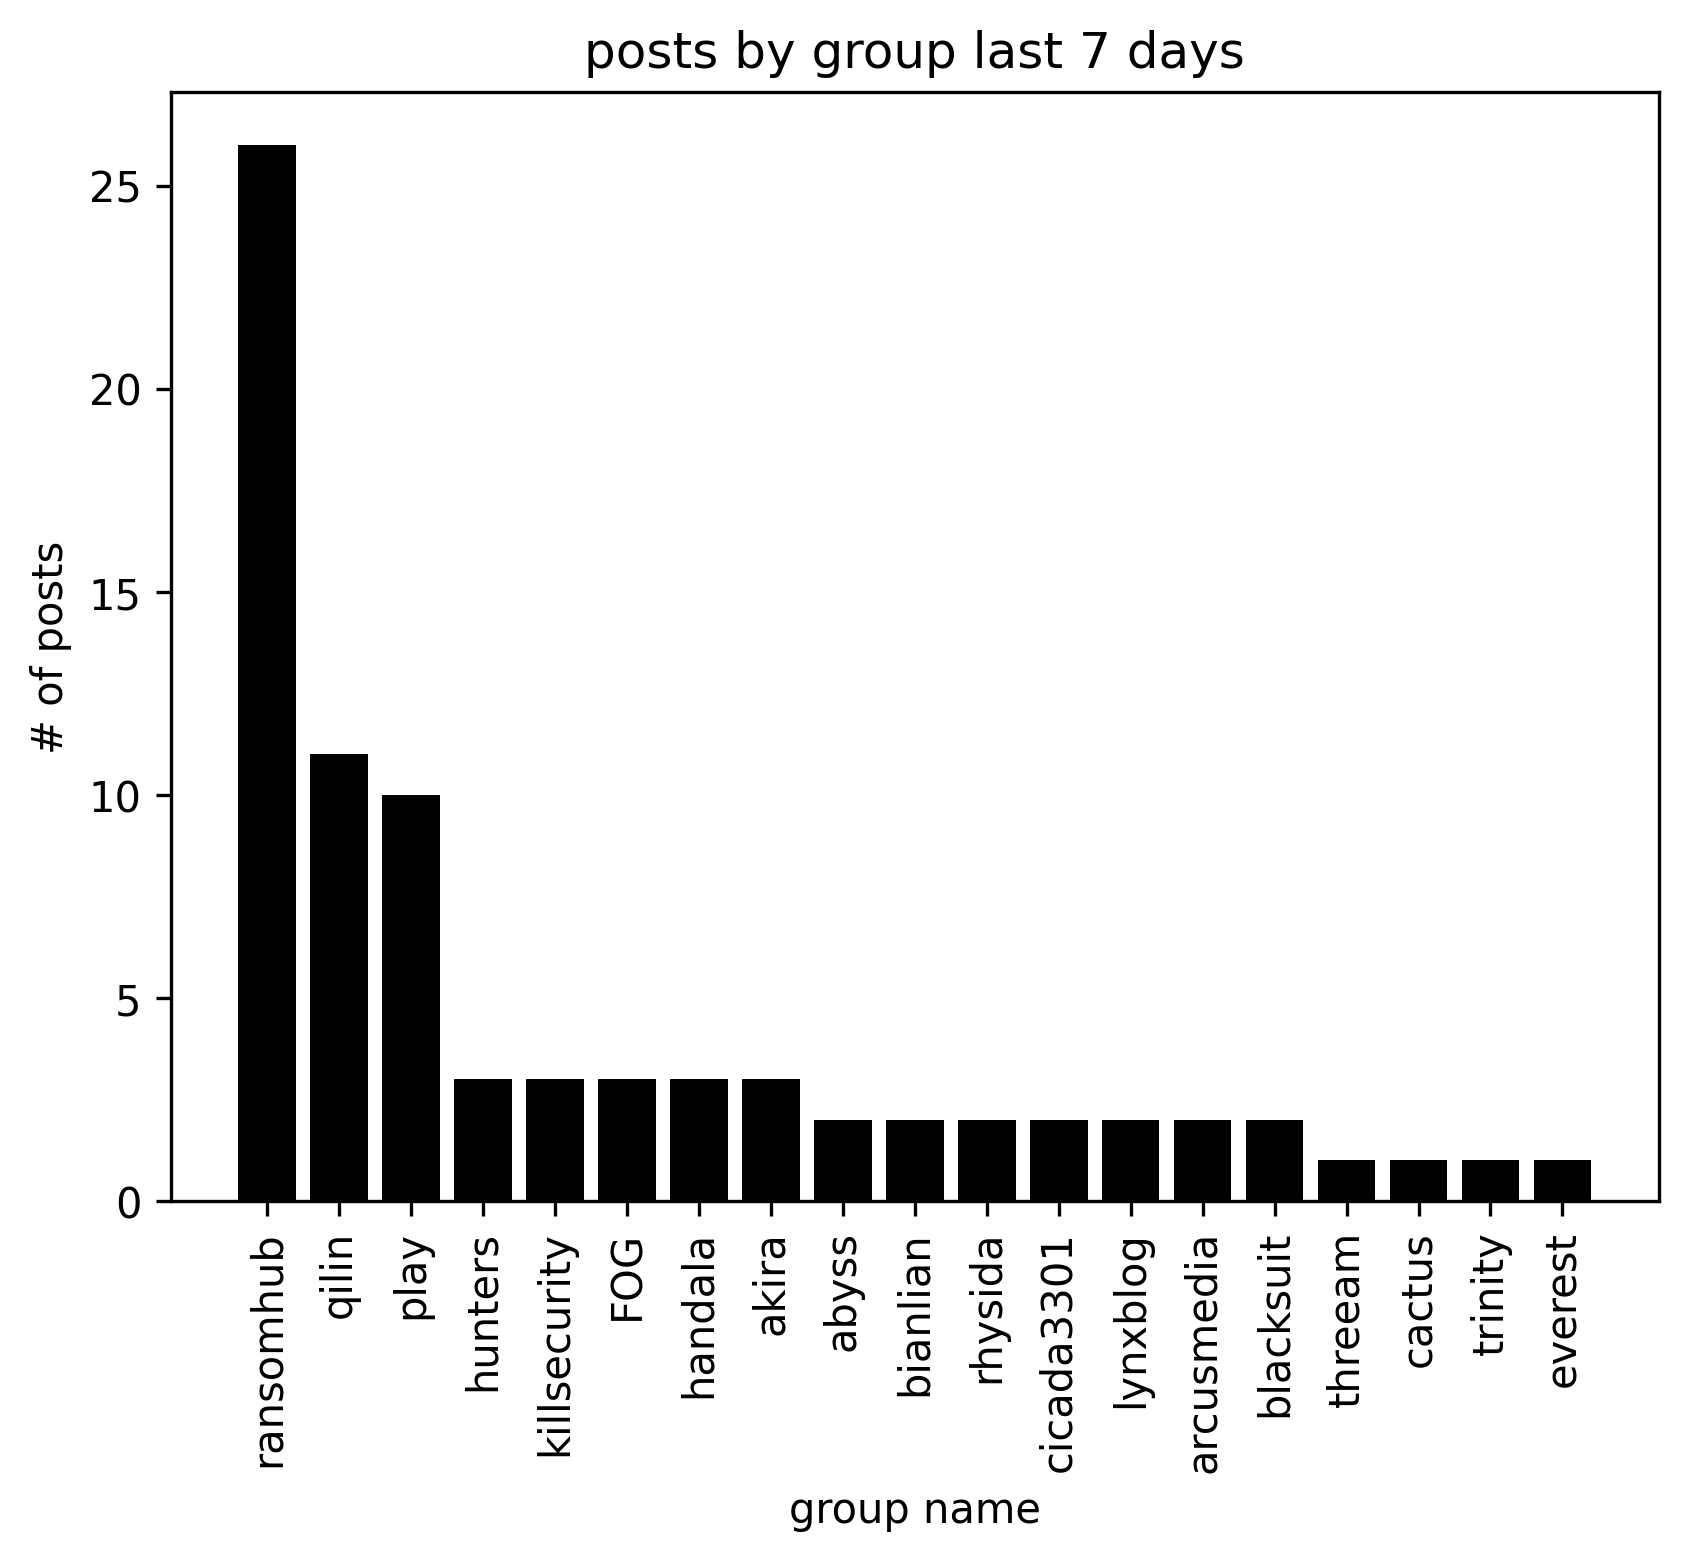 posts by group last 7 days
# of posts
25
20
15
10
5
0
ransomhub
qilin
play
hunters
killsecurity
FOG
handala
akira
abyss
bianlian
rhysida
cicada3301
lynxblog
arcusmedia
blacksuit
threeam
cactus
trinity
everest
group name